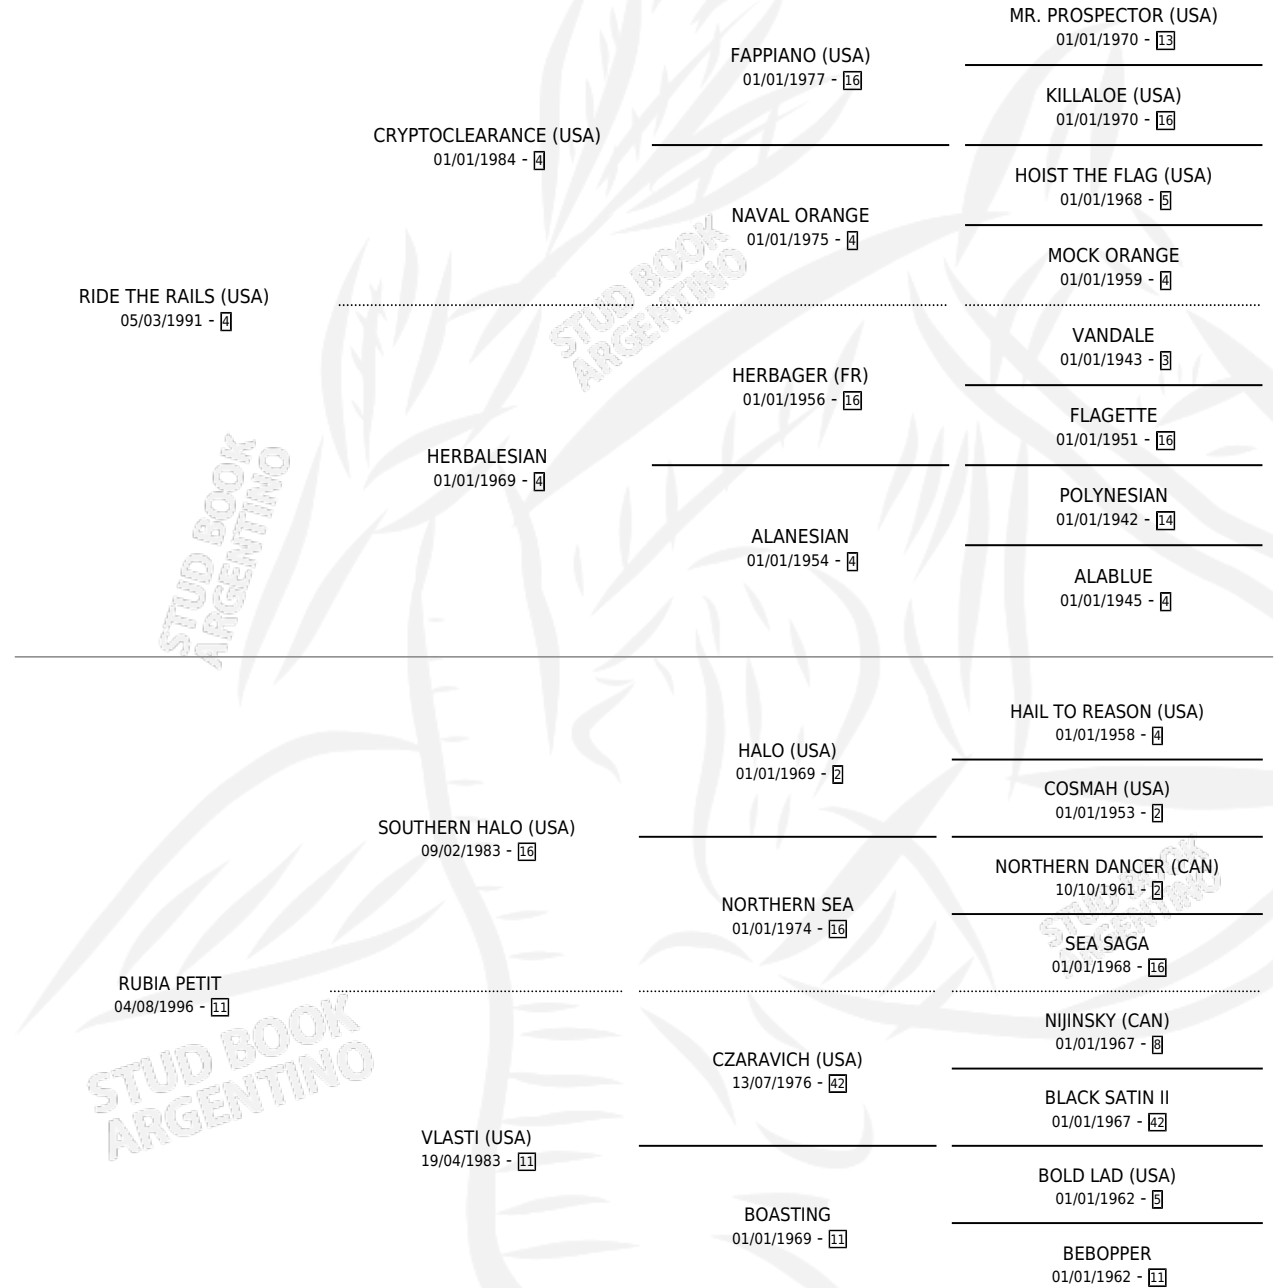 MR. PROSPECTOR (USA)
01/01/1970 - 13
FAPPIANO (USA)
01/01/1977 - 16
KILLALOE (USA)
01/01/1970 - 16
CRYPTOCLEARANCE (USA)
01/01/1984 - 4
HOIST THE FLAG (USA)
01/01/1968 - 5
NAVAL ORANGE
01/01/1975 - 4
MOCK ORANGE
01/01/1959 - 4
RIDE THE RAILS (USA)
05/03/1991 - 4
STUD BOOK
ARGENTINO
VANDALE
01/01/1943 - 3
HERBAGER (FR)
01/01/1956 - 16
FLAGETTE
01/01/1951 - 16
HERBALESIAN
01/01/1969 - 4
POLYNESIAN
01/01/1942 - 14
ALANESIAN
01/01/1954 - 4
ALABLUE
01/01/1945 - 4
STUD BOOK
ARGENTINO
HAIL TO REASON (USA)
01/01/1958 - 4
HALO (USA)
01/01/1969 - 2
COSMAH (USA)
01/01/1953 - 2
SOUTHERN HALO (USA)
09/02/1983 - 16
NORTHERN DANCER (CAN)
10/10/1961 - 2
STUD BOOK
ARGENTINO
NORTHERN SEA
01/01/1974 - 16
SEA SAGA
01/01/1968 - 16
RUBIA PETIT
04/08/1996 - 11
STUD BOOK
ARGENTINO
NIJINSKY (CAN)
01/01/1967 - 8
CZARAVICH (USA)
13/07/1976 - 42
BLACK SATIN II
01/01/1967 - 42
VLASTI (USA)
19/04/1983 - 11
BOLD LAD (USA)
01/01/1962 - 5
BOASTING
01/01/1969 - 11
BEBOPPER
01/01/1962 - 11